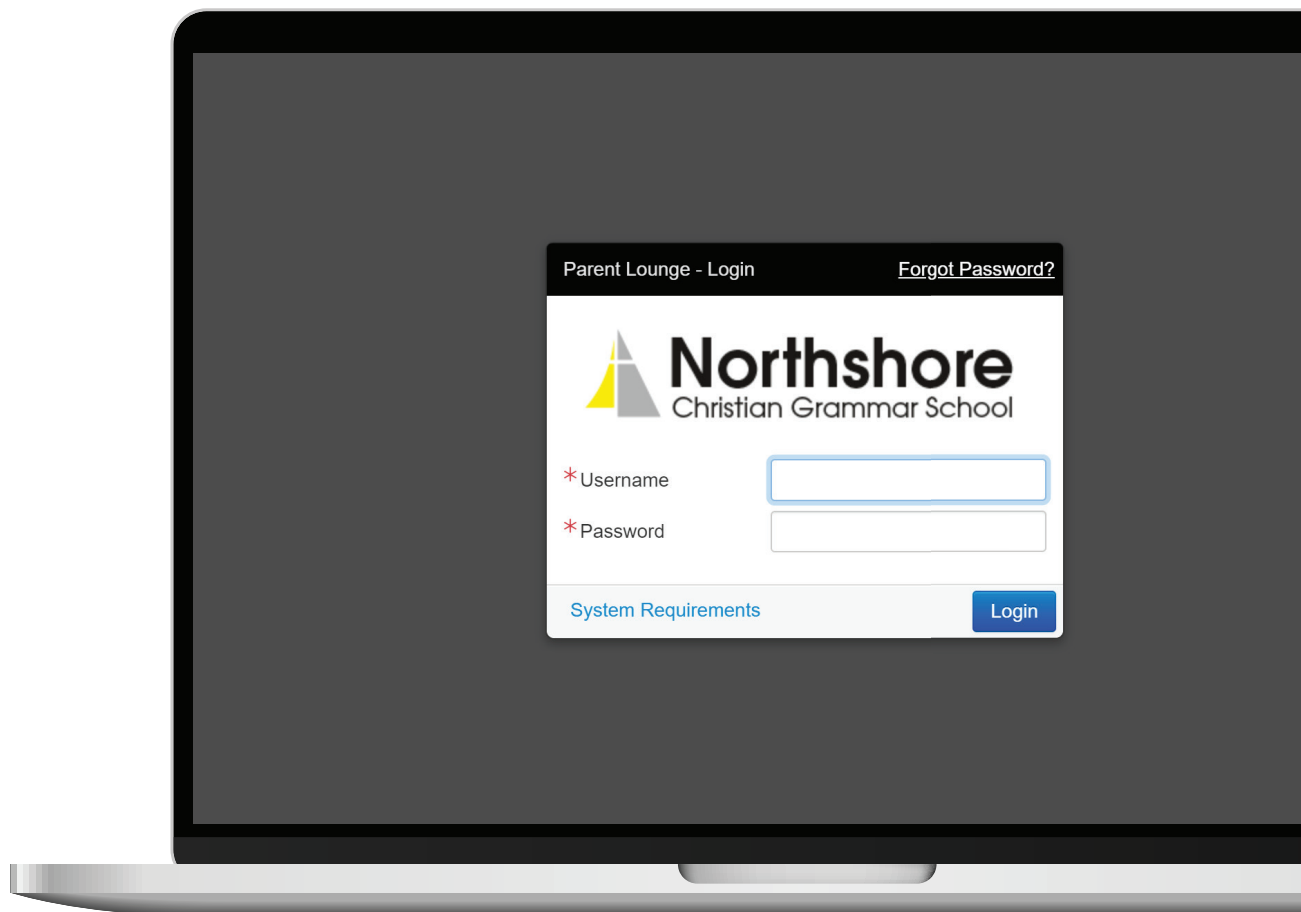 Parent Lounge - Login Forgot Password?
Northshore
Christian Grammar School
*Username
*Password
System Requirements Login